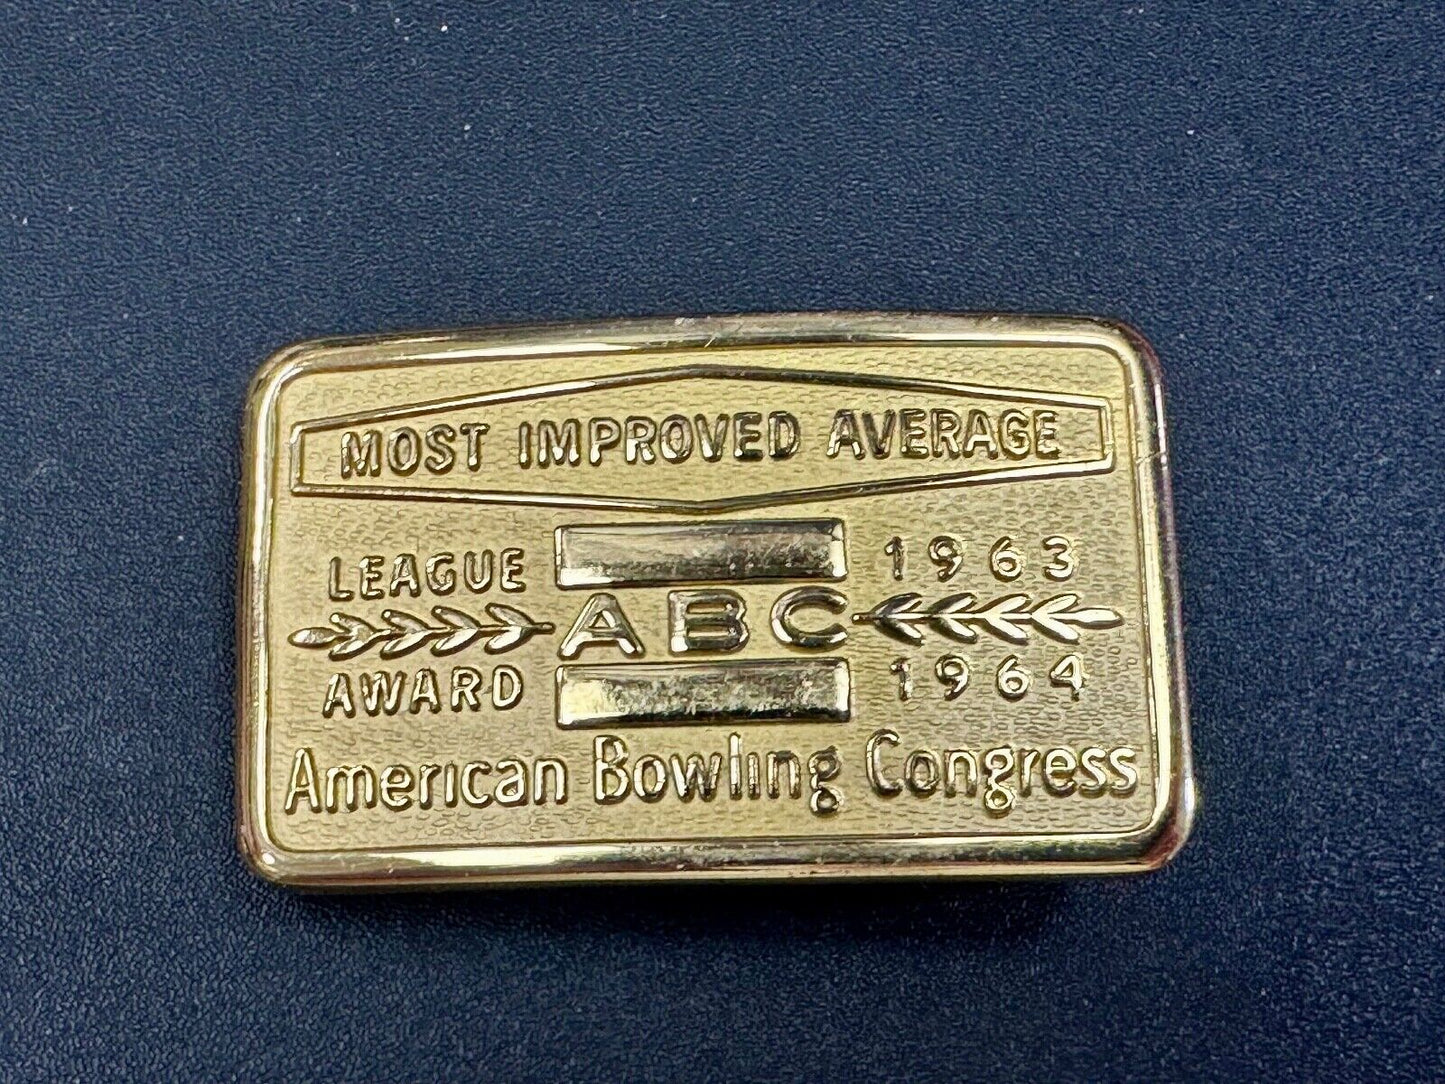 MOST IMPROVED AVERAGE
LEAGUE
AWARD
ABC
1963
1964
American Bowling Congress